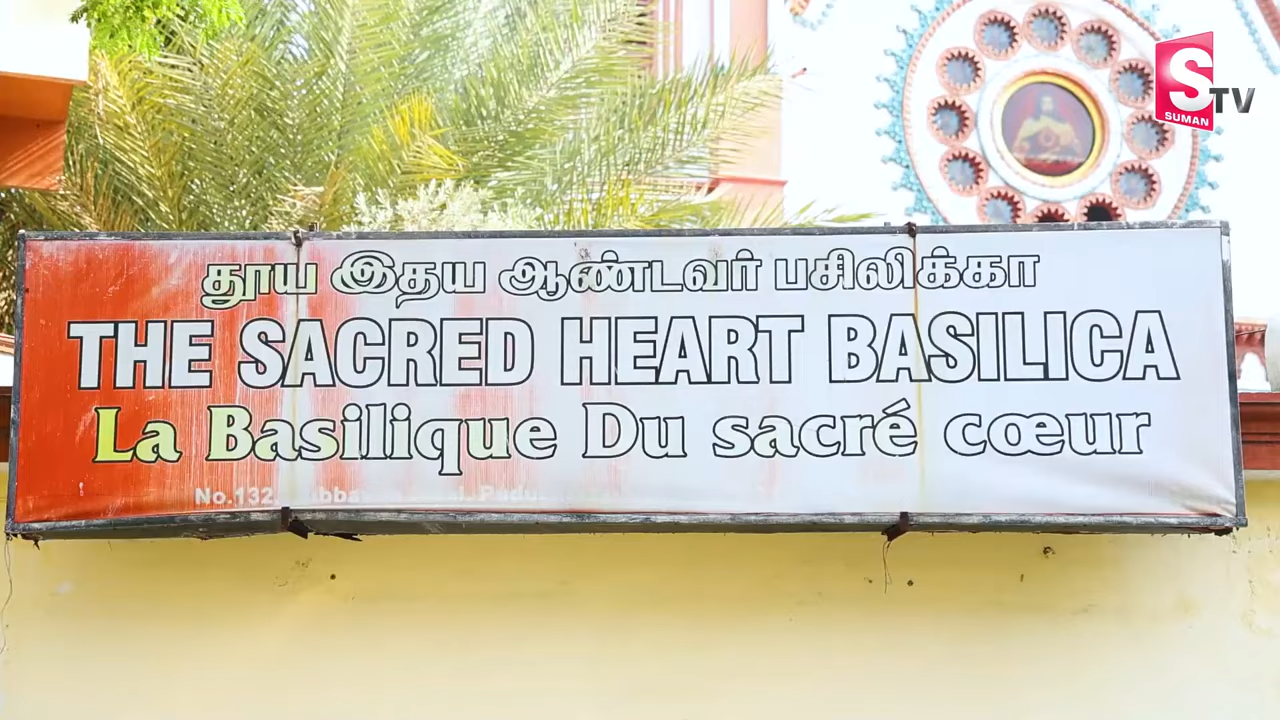 தூய இதய ஆண்டவர் பசிலிக்கா
THE SACRED HEART BASILICA
La Basilique Du sacré cœur
No.132,
S TV
SUMAN